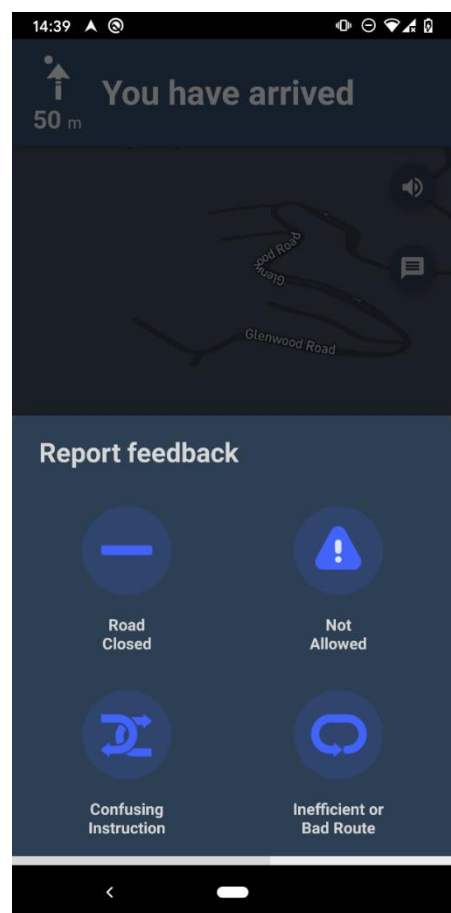 14:39
You have arrived
50 m
Glenwood Road
Glenwood Road
Report feedback
Road
Closed
Not
Allowed
Confusing
Instruction
Inefficient or
Bad Route